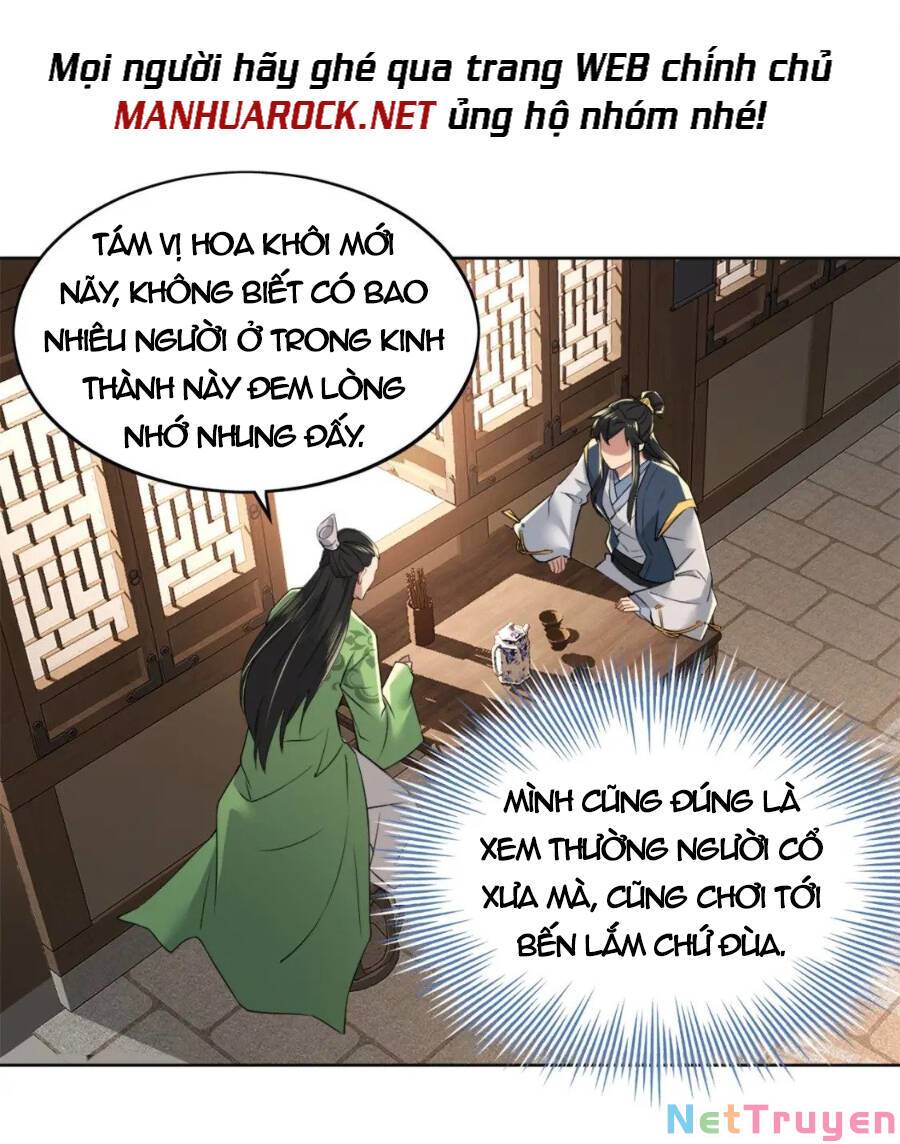 Mọi người hãy ghé qua trang WEB chính chủ
MANHUAROCK.NET ủng hộ nhóm nhé!
TÁM VỊ HOA KHÔI MỚI
NÃY, KHÔNG BIẾT CÓ BAO
NHIÊU NGƯỜI Ở TRONG KINH
THÀNH NÀY ĐEM LÒNG
NHỚ NHUNG ĐẤY.
MÌNH CŨNG ĐÚNG LÀ
XEM THƯỜNG NGƯỜI CỔ
XƯA MÀ, CŨNG CHƠI TỚI
BẾN LẮM CHỨ ĐÙA.
NetTruyen